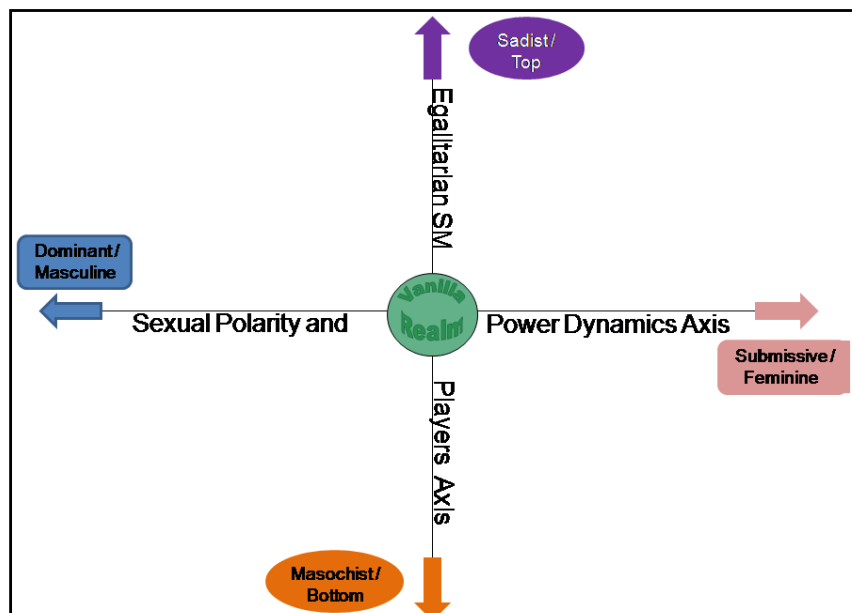 Sadist /
Top
Egalitarian SM
Dominant /
Masculine
Vanilla
Realm
Sexual Polarity and
Power Dynamics Axis
Submissive /
Feminine
Players Axis
Masochist /
Bottom